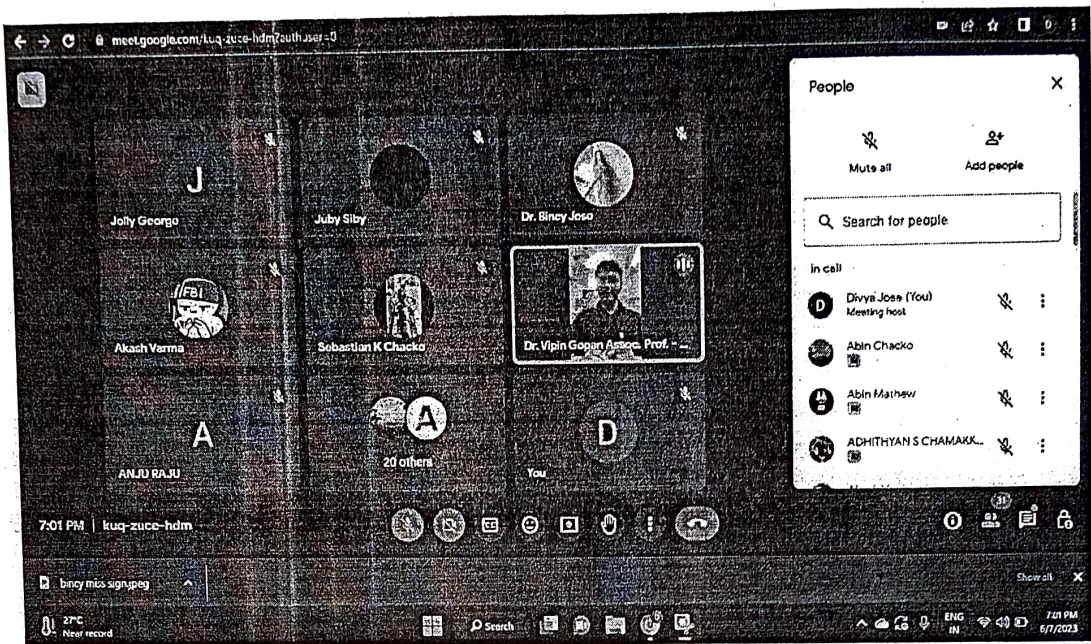 meet.google.com/kuq-zuce-hdm?authuser=0
J
Jolly George
Juby Siby
Dr. Bincy Jose
FBI
Akash Varma
Sebastian K Chacko
Dr. Vipin Gopan Assoc. Prof. - ...
A
ANJU RAJU
A
20 others
D
You
People
Mute all
Add people
Search for people
In call
D
Divya Jose (You)
Meeting host
Abin Chacko
Abin Mathew
ADHITHYAN S CHAMAKK...
31
7:01 PM | kuq-zuce-hdm
bincy miss sign.jpeg
Show all
27°C
Near record
Search
ENG
IN
7:01 PM
6/7/2023